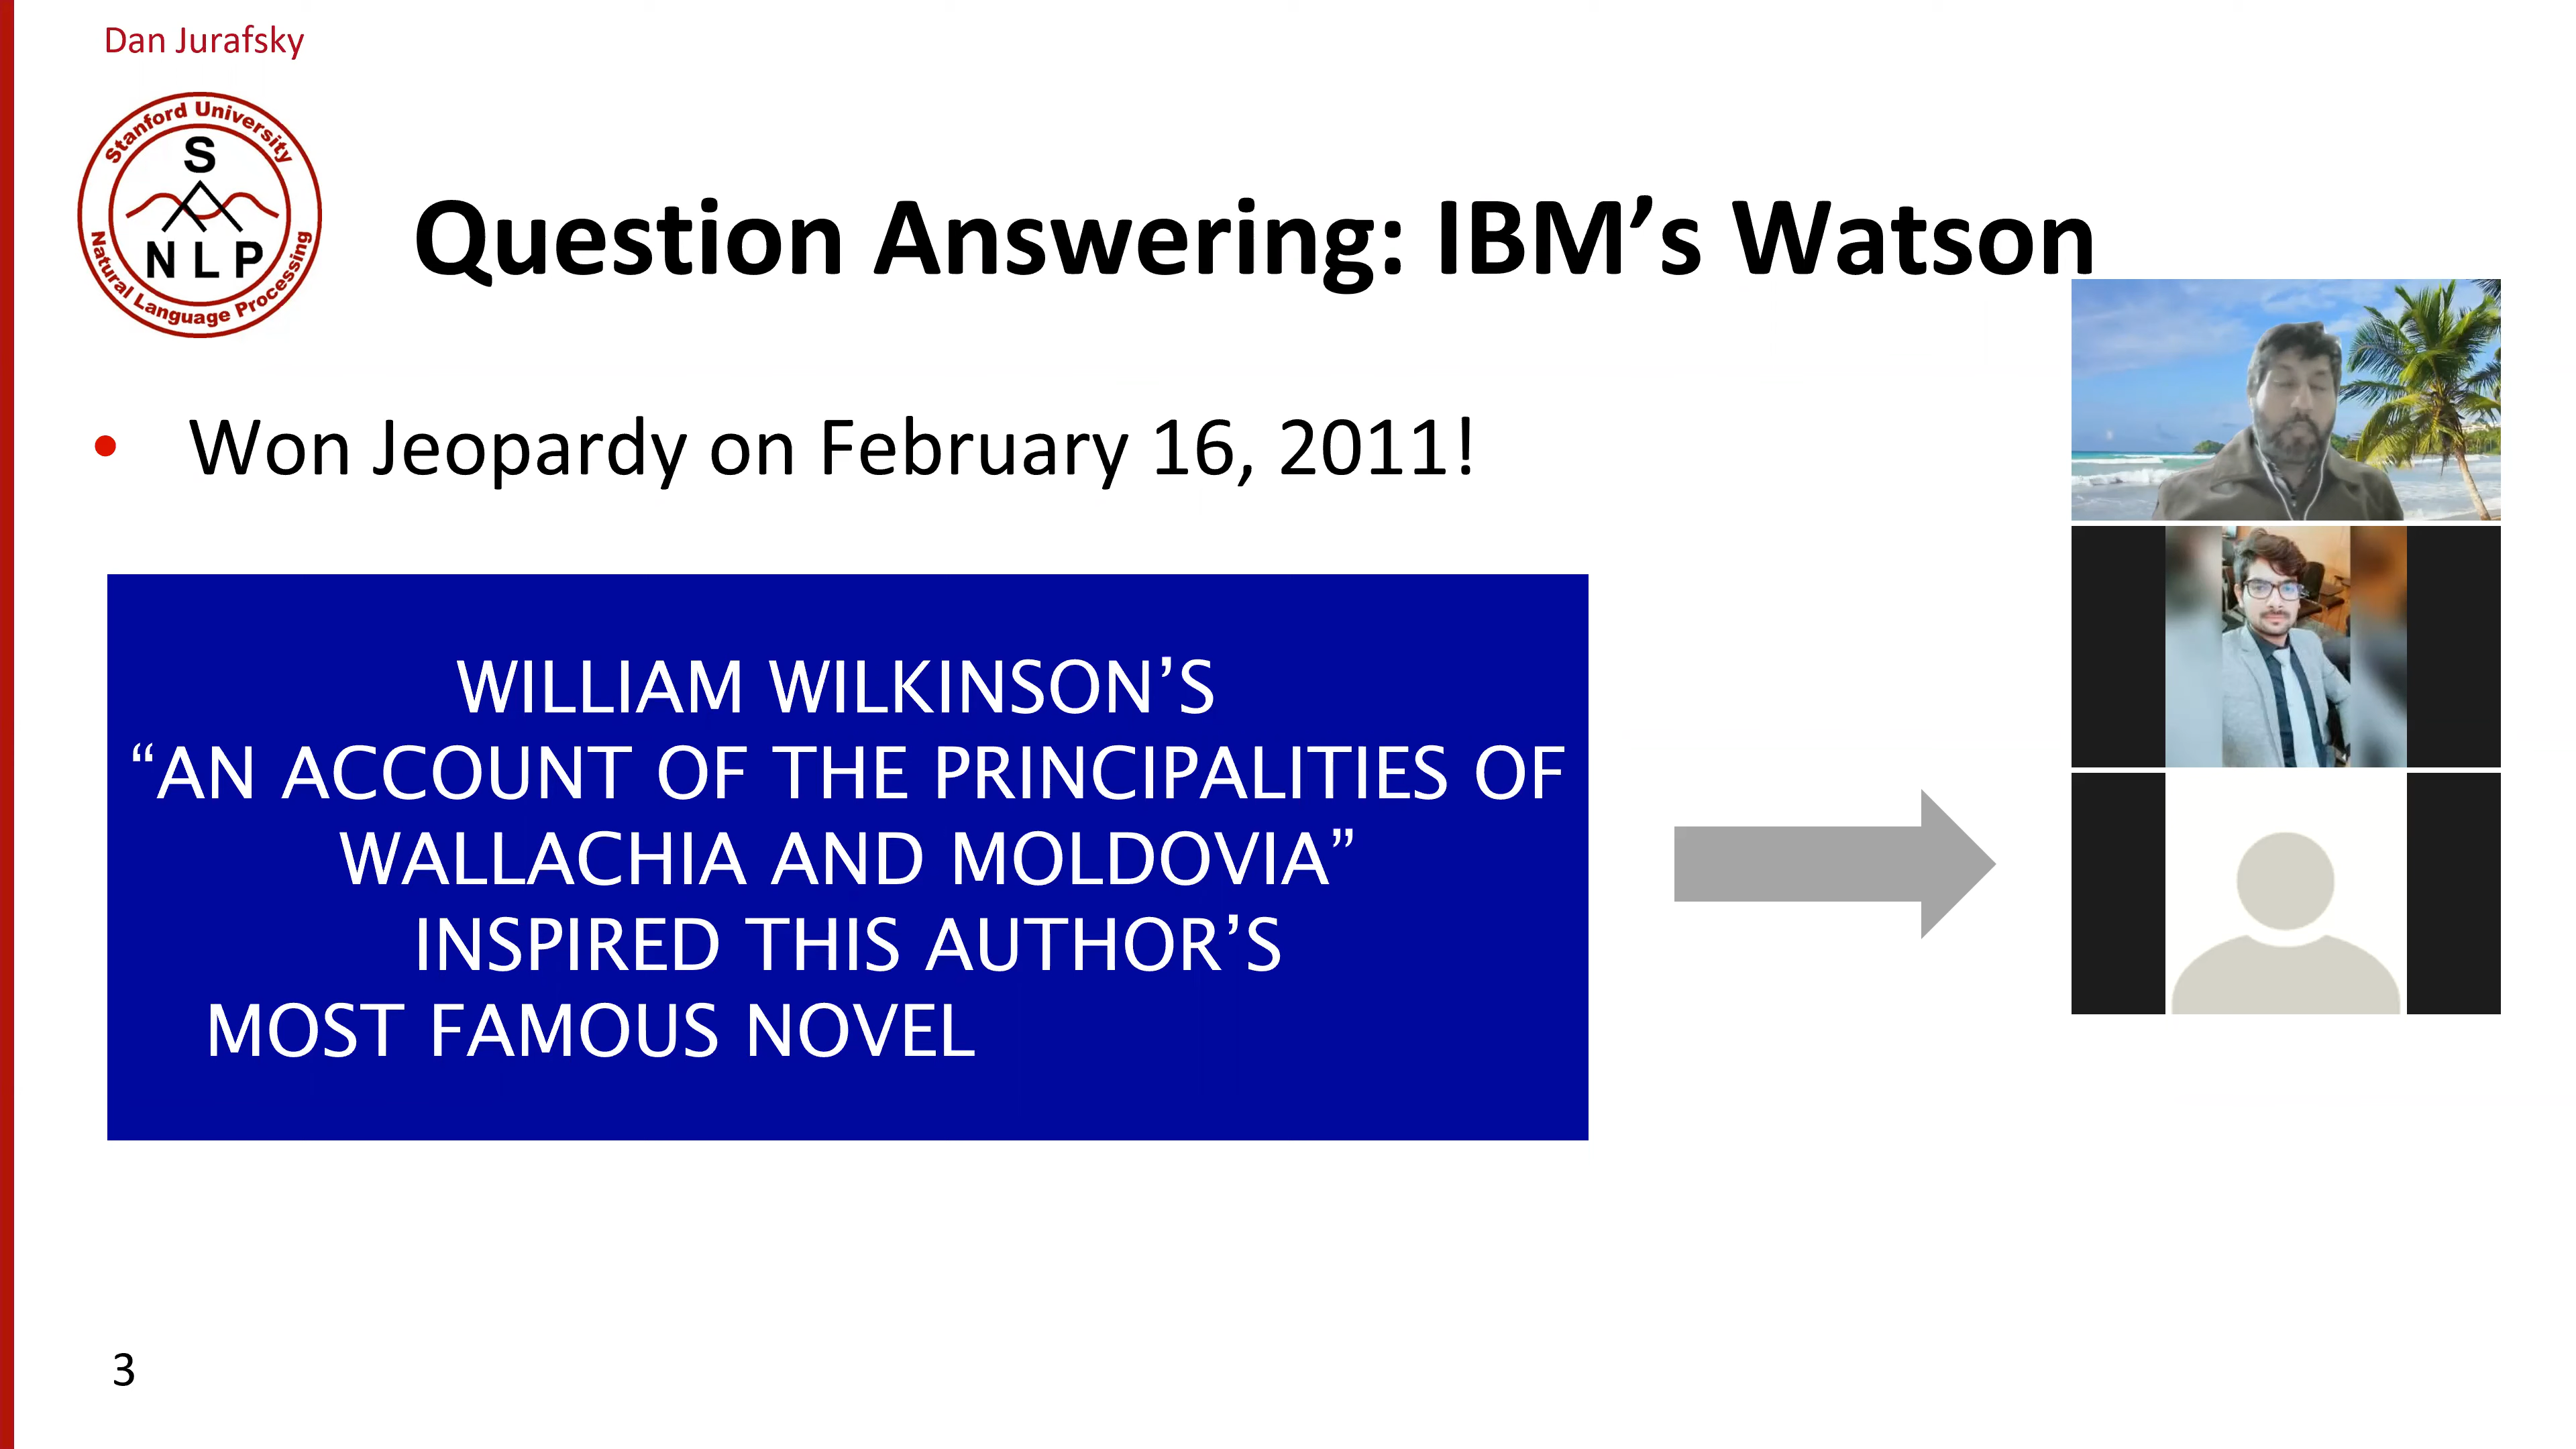 Dan Jurafsky
Stanford University
S
N L P
Natural Language Processing
Question Answering: IBM’s Watson
• Won Jeopardy on February 16, 2011!
WILLIAM WILKINSON’S
“AN ACCOUNT OF THE PRINCIPALITIES OF
WALLACHIA AND MOLDOVIA”
INSPIRED THIS AUTHOR’S
MOST FAMOUS NOVEL
3